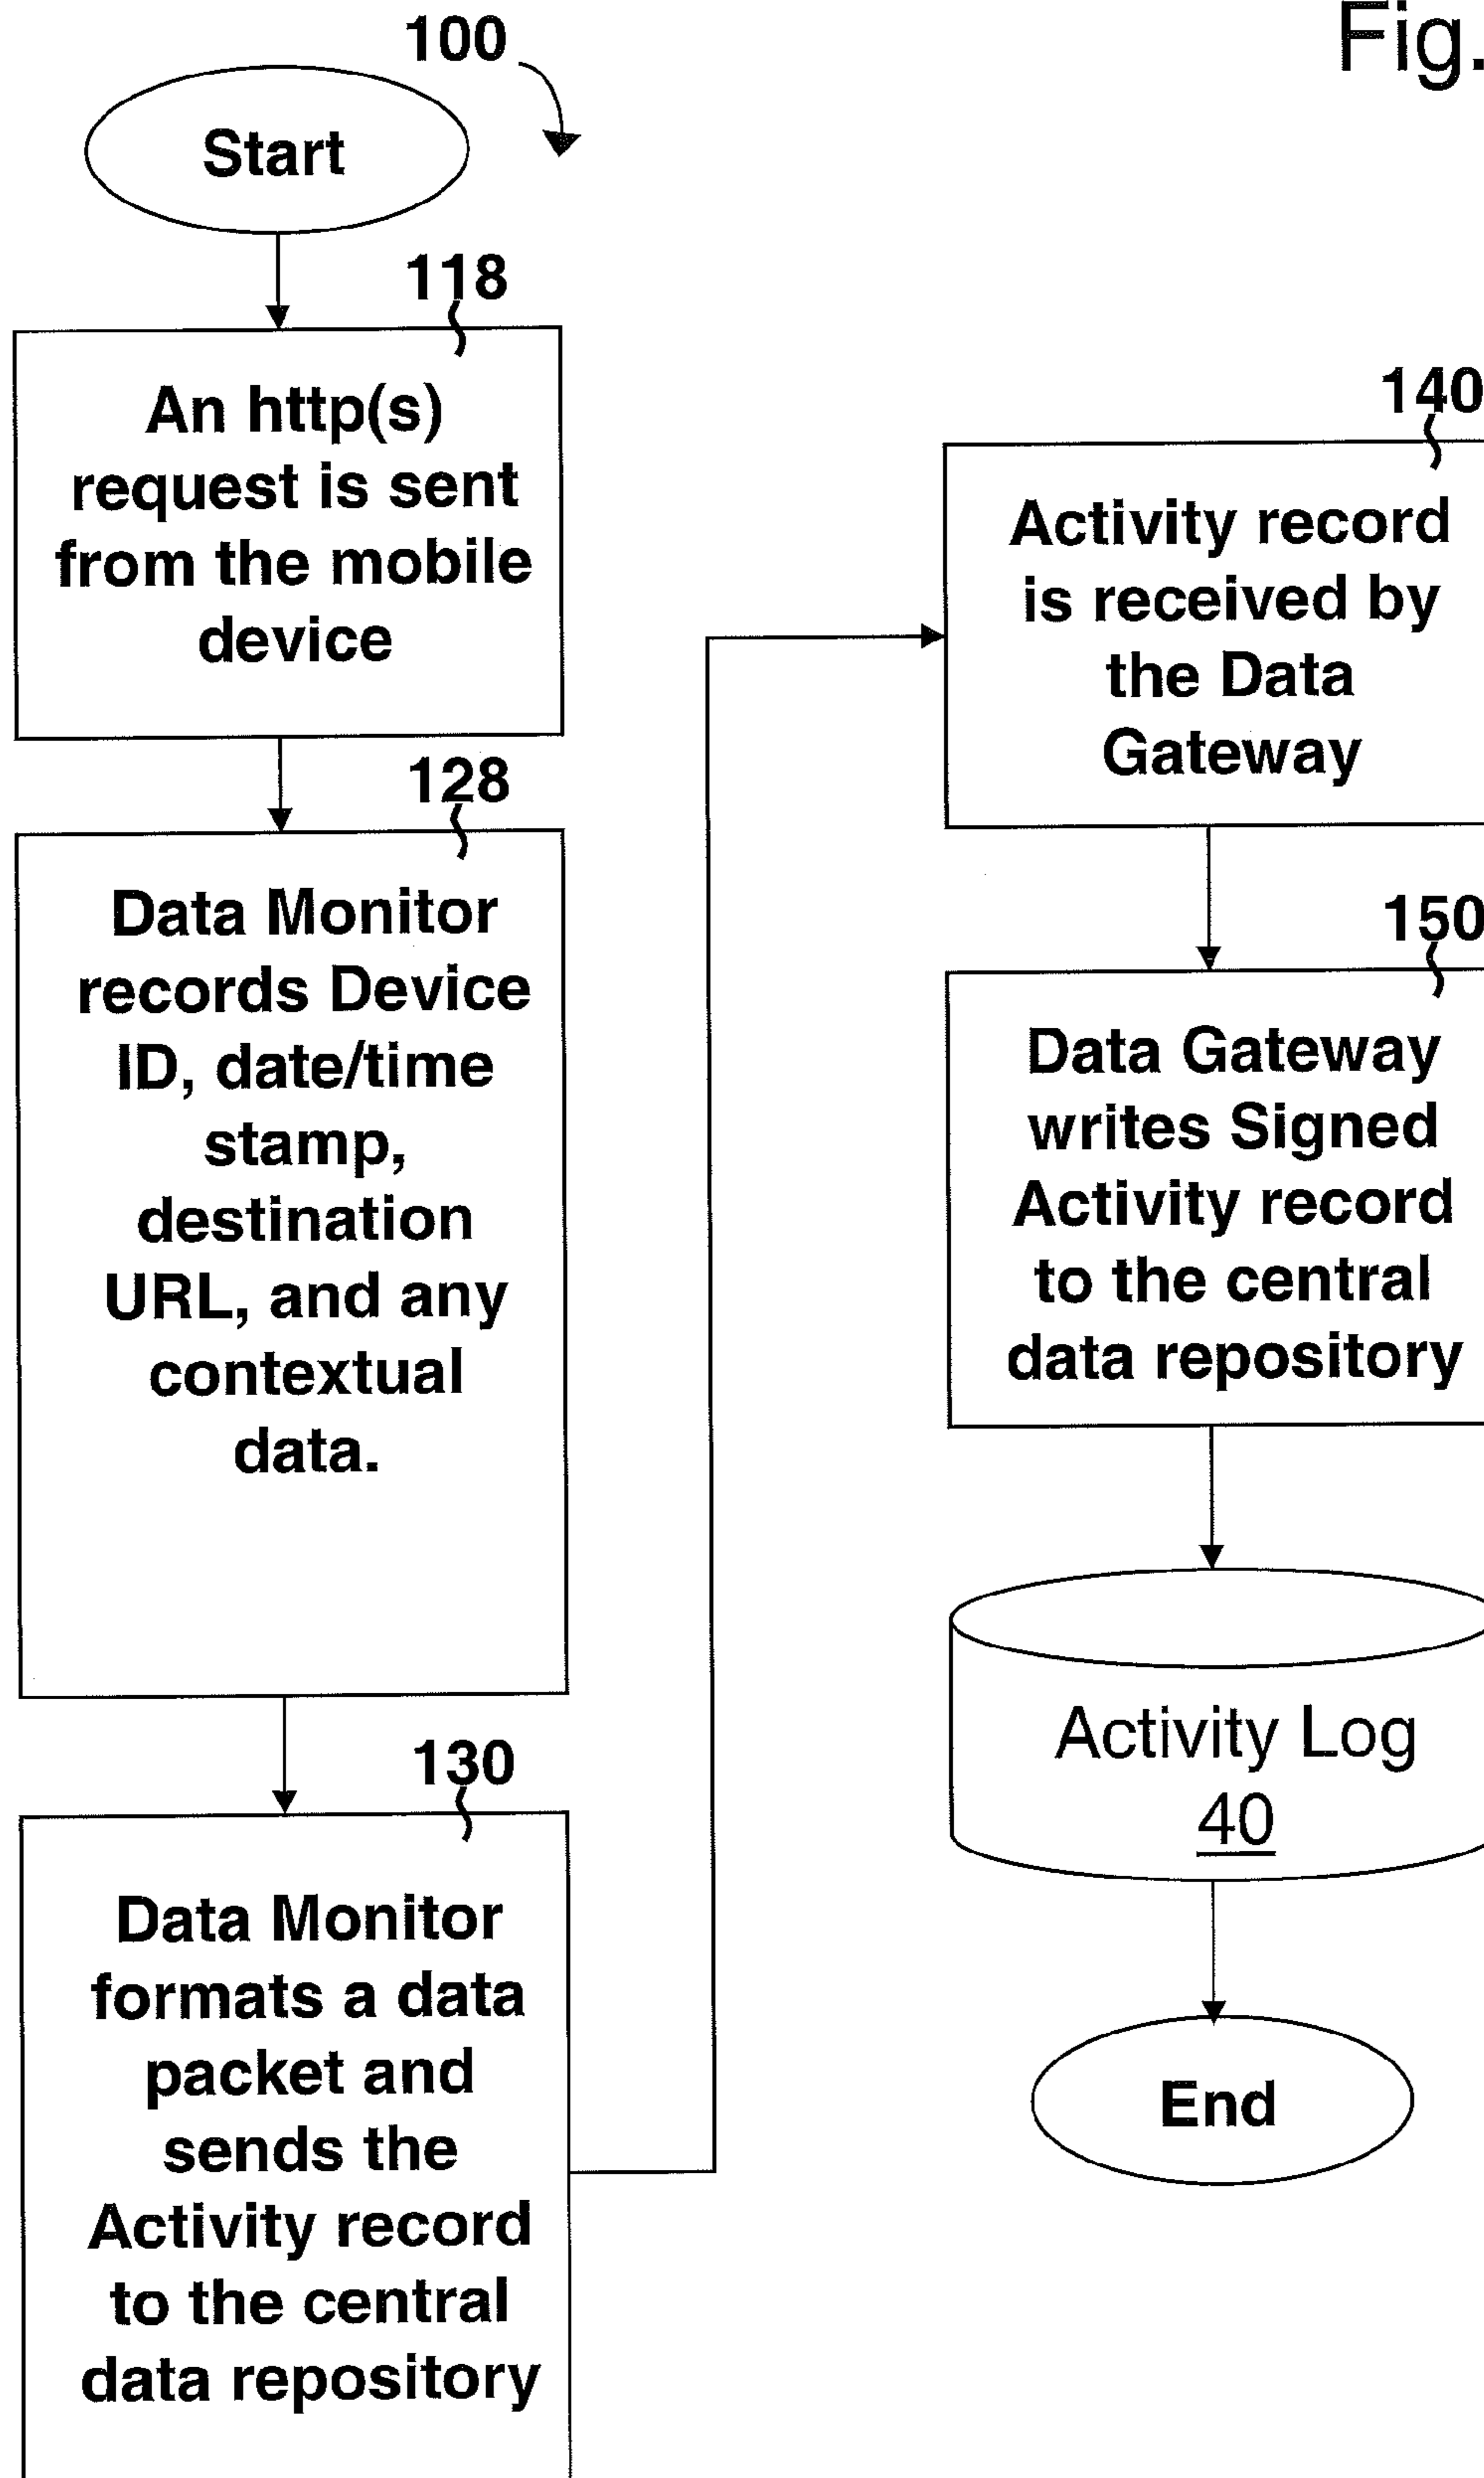 100
Fig.
Start
118
An http(s)
request is sent
from the mobile
device
128
Data Monitor
records Device
ID, date/time
stamp,
destination
URL, and any
contextual
data.
130
Data Monitor
formats a data
packet and
sends the
Activity record
to the central
data repository
140
Activity record
is received by
the Data
Gateway
150
Data Gateway
writes Signed
Activity record
to the central
data repository
Activity Log
40
End